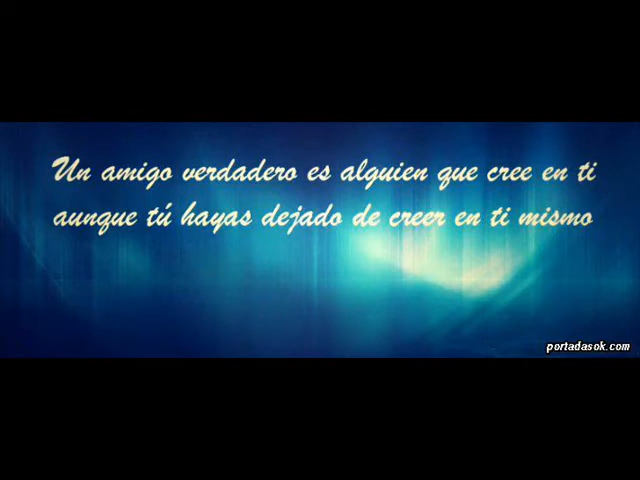 Un amigo verdadero es alguien que cree en ti
aunque tú hayas dejado de creer en ti mismo
portadasok.com